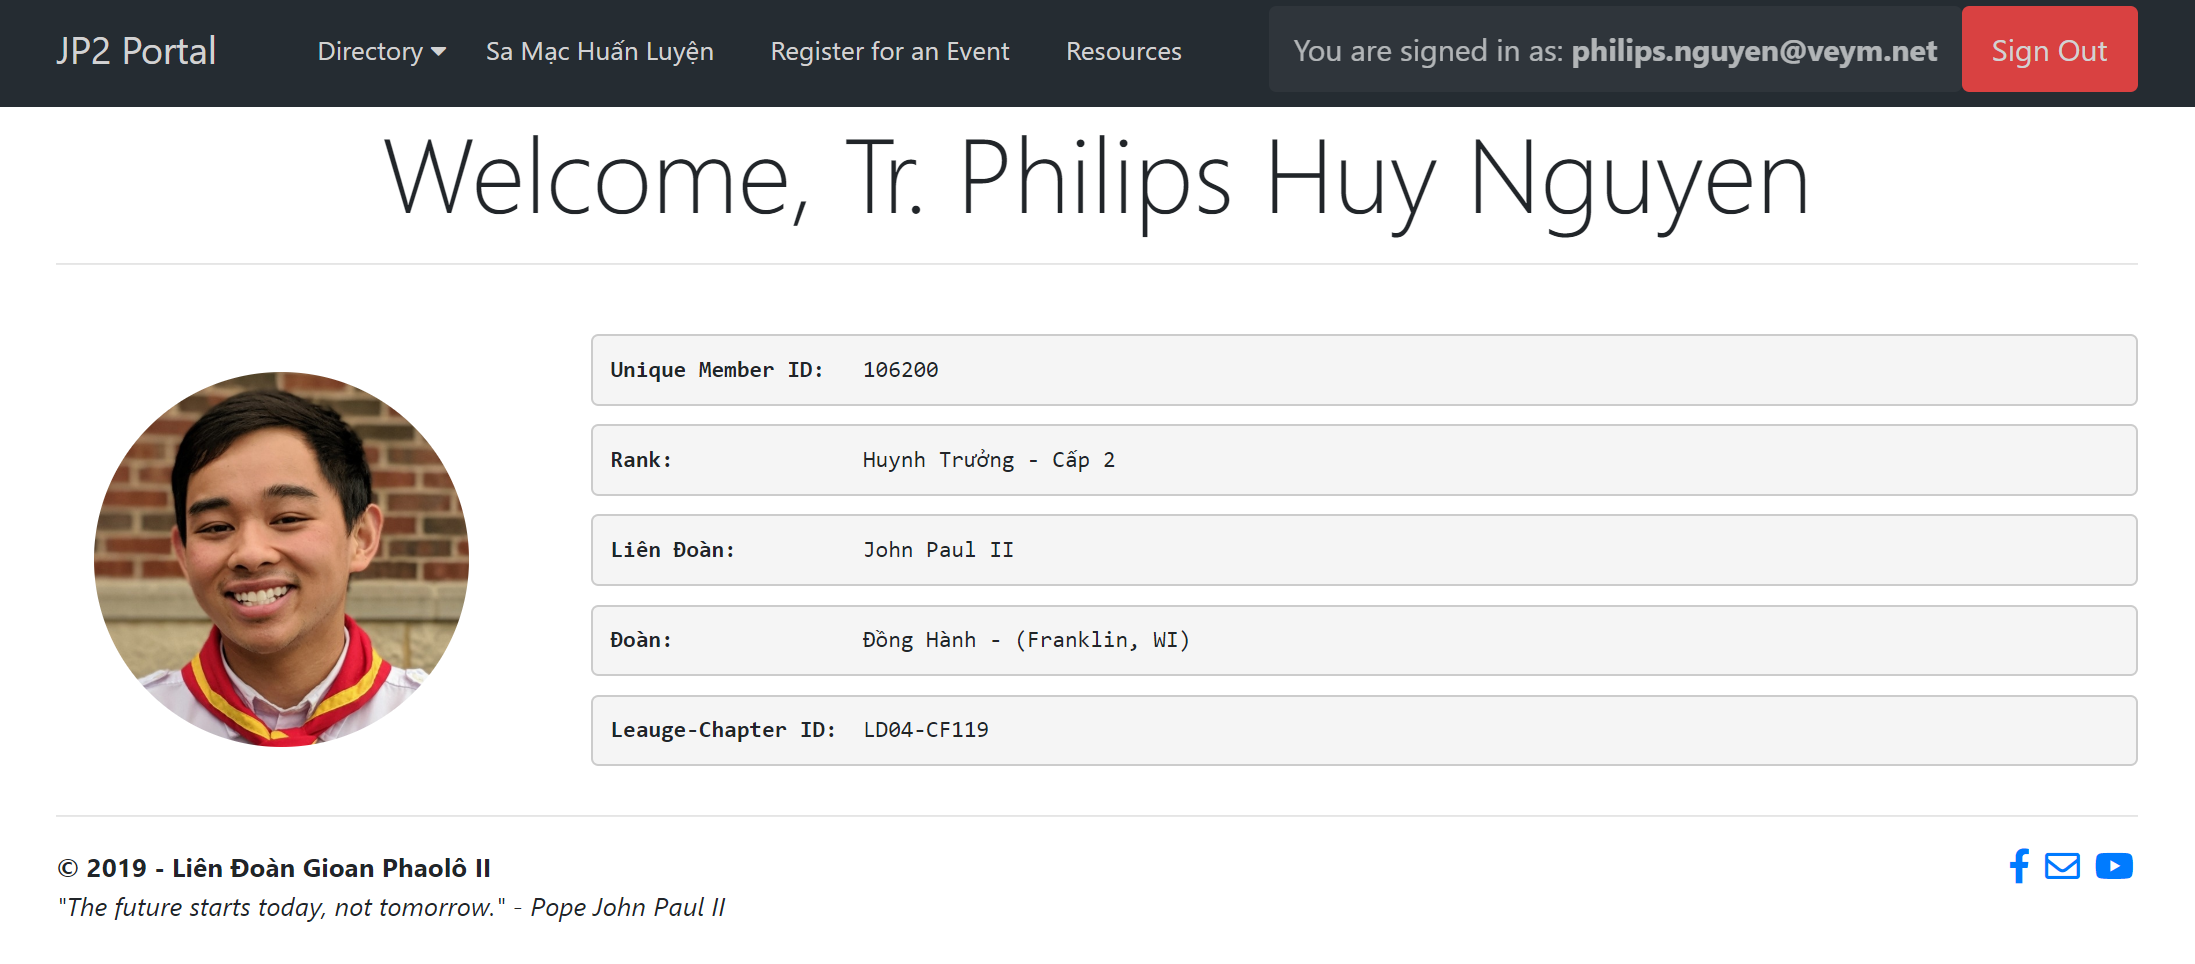 JP2 Portal Directory Sa Mạc Huấn Luyện Register for an Event Resources You are signed in as: philips.nguyen@veym.net Sign Out
Welcome, Tr. Philips Huy Nguyen
Unique Member ID: 106200
Rank: Huynh Trưởng - Cấp 2
Liên Đoàn: John Paul II
Đoàn: Đồng Hành - (Franklin, WI)
Leauge-Chapter ID: LD04-CF119
© 2019 - Liên Đoàn Gioan Phaolô II
"The future starts today, not tomorrow." - Pope John Paul II